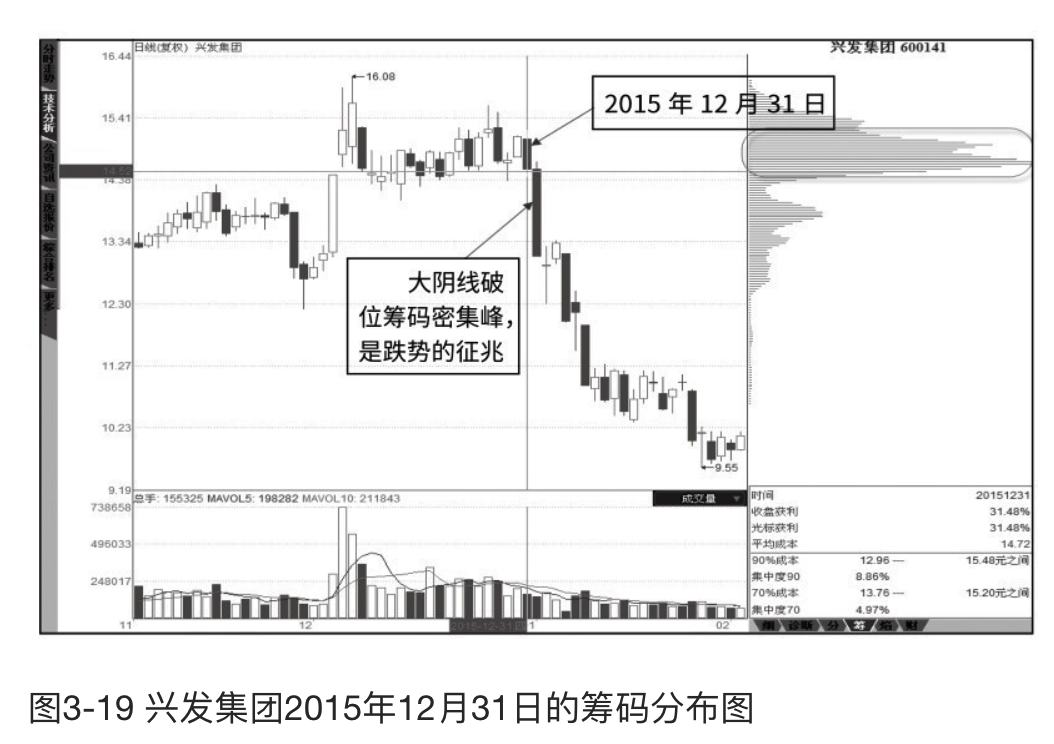 日线(复权) 兴发集团
兴发集团 600141
分时走势
技术分析
公司资讯
自选报价
综合排名
更多
16.44
15.41
14.38
13.34
12.30
11.27
10.23
9.19
16.08
2015 年 12 月 31 日
大阴线破
位筹码密集峰，
是跌势的征兆
9.55
总手: 155325 MAVOL5: 198282 MAVOL10: 211843
成交量
738658
496033
248017
11
12
1
02
时间 20151231
收盘获利 31.48%
光标获利 31.48%
平均成本 14.72
90%成本 12.96 — 15.48元之间
集中度90 8.86%
70%成本 13.76 — 15.20元之间
集中度70 4.97%
诊断 分 筹 财
图3-19 兴发集团2015年12月31日的筹码分布图